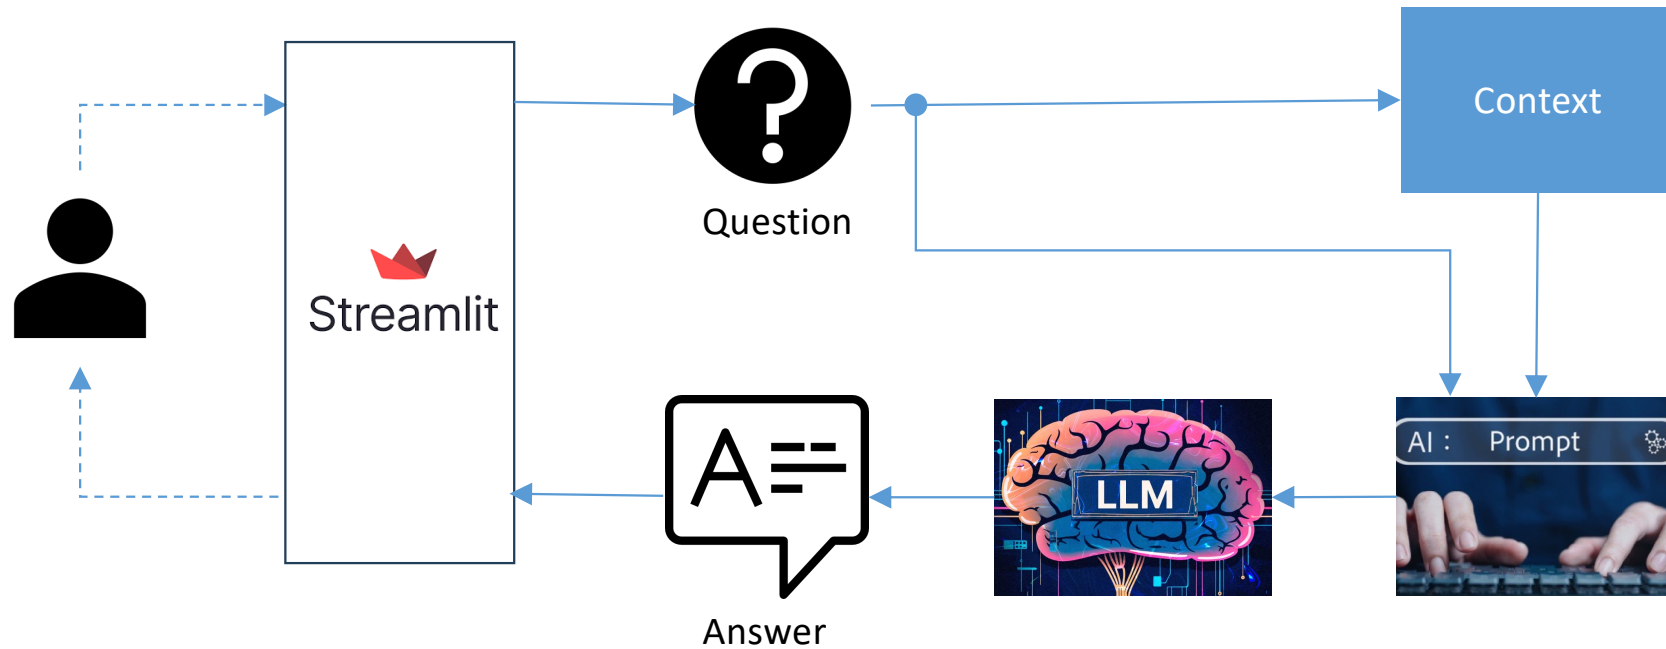 Context
Question
Streamlit
AI : Prompt
LLM
Answer